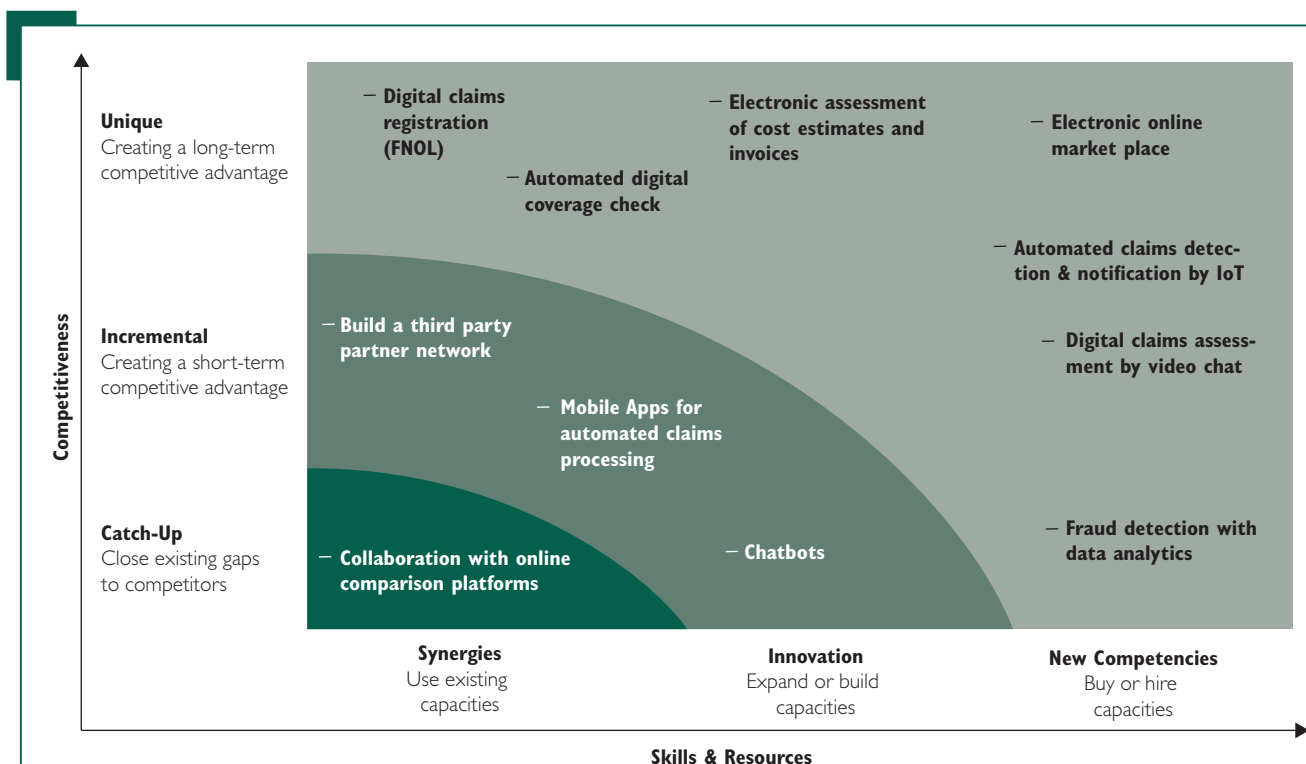 Unique
Creating a long-term
competitive advantage
– Digital claims
registration
(FNOL)
– Automated digital
coverage check
– Electronic assessment
of cost estimates and
invoices
– Electronic online
market place
– Automated claims detec-
tion & notification by IoT
Competitiveness
Incremental
Creating a short-term
competitive advantage
– Build a third party
partner network
– Mobile Apps for
automated claims
processing
– Digital claims assess-
ment by video chat
Catch-Up
Close existing gaps
to competitors
– Collaboration with online
comparison platforms
– Chatbots
– Fraud detection with
data analytics
Synergies
Use existing
capacities
Innovation
Expand or build
capacities
New Competencies
Buy or hire
capacities
Skills & Resources